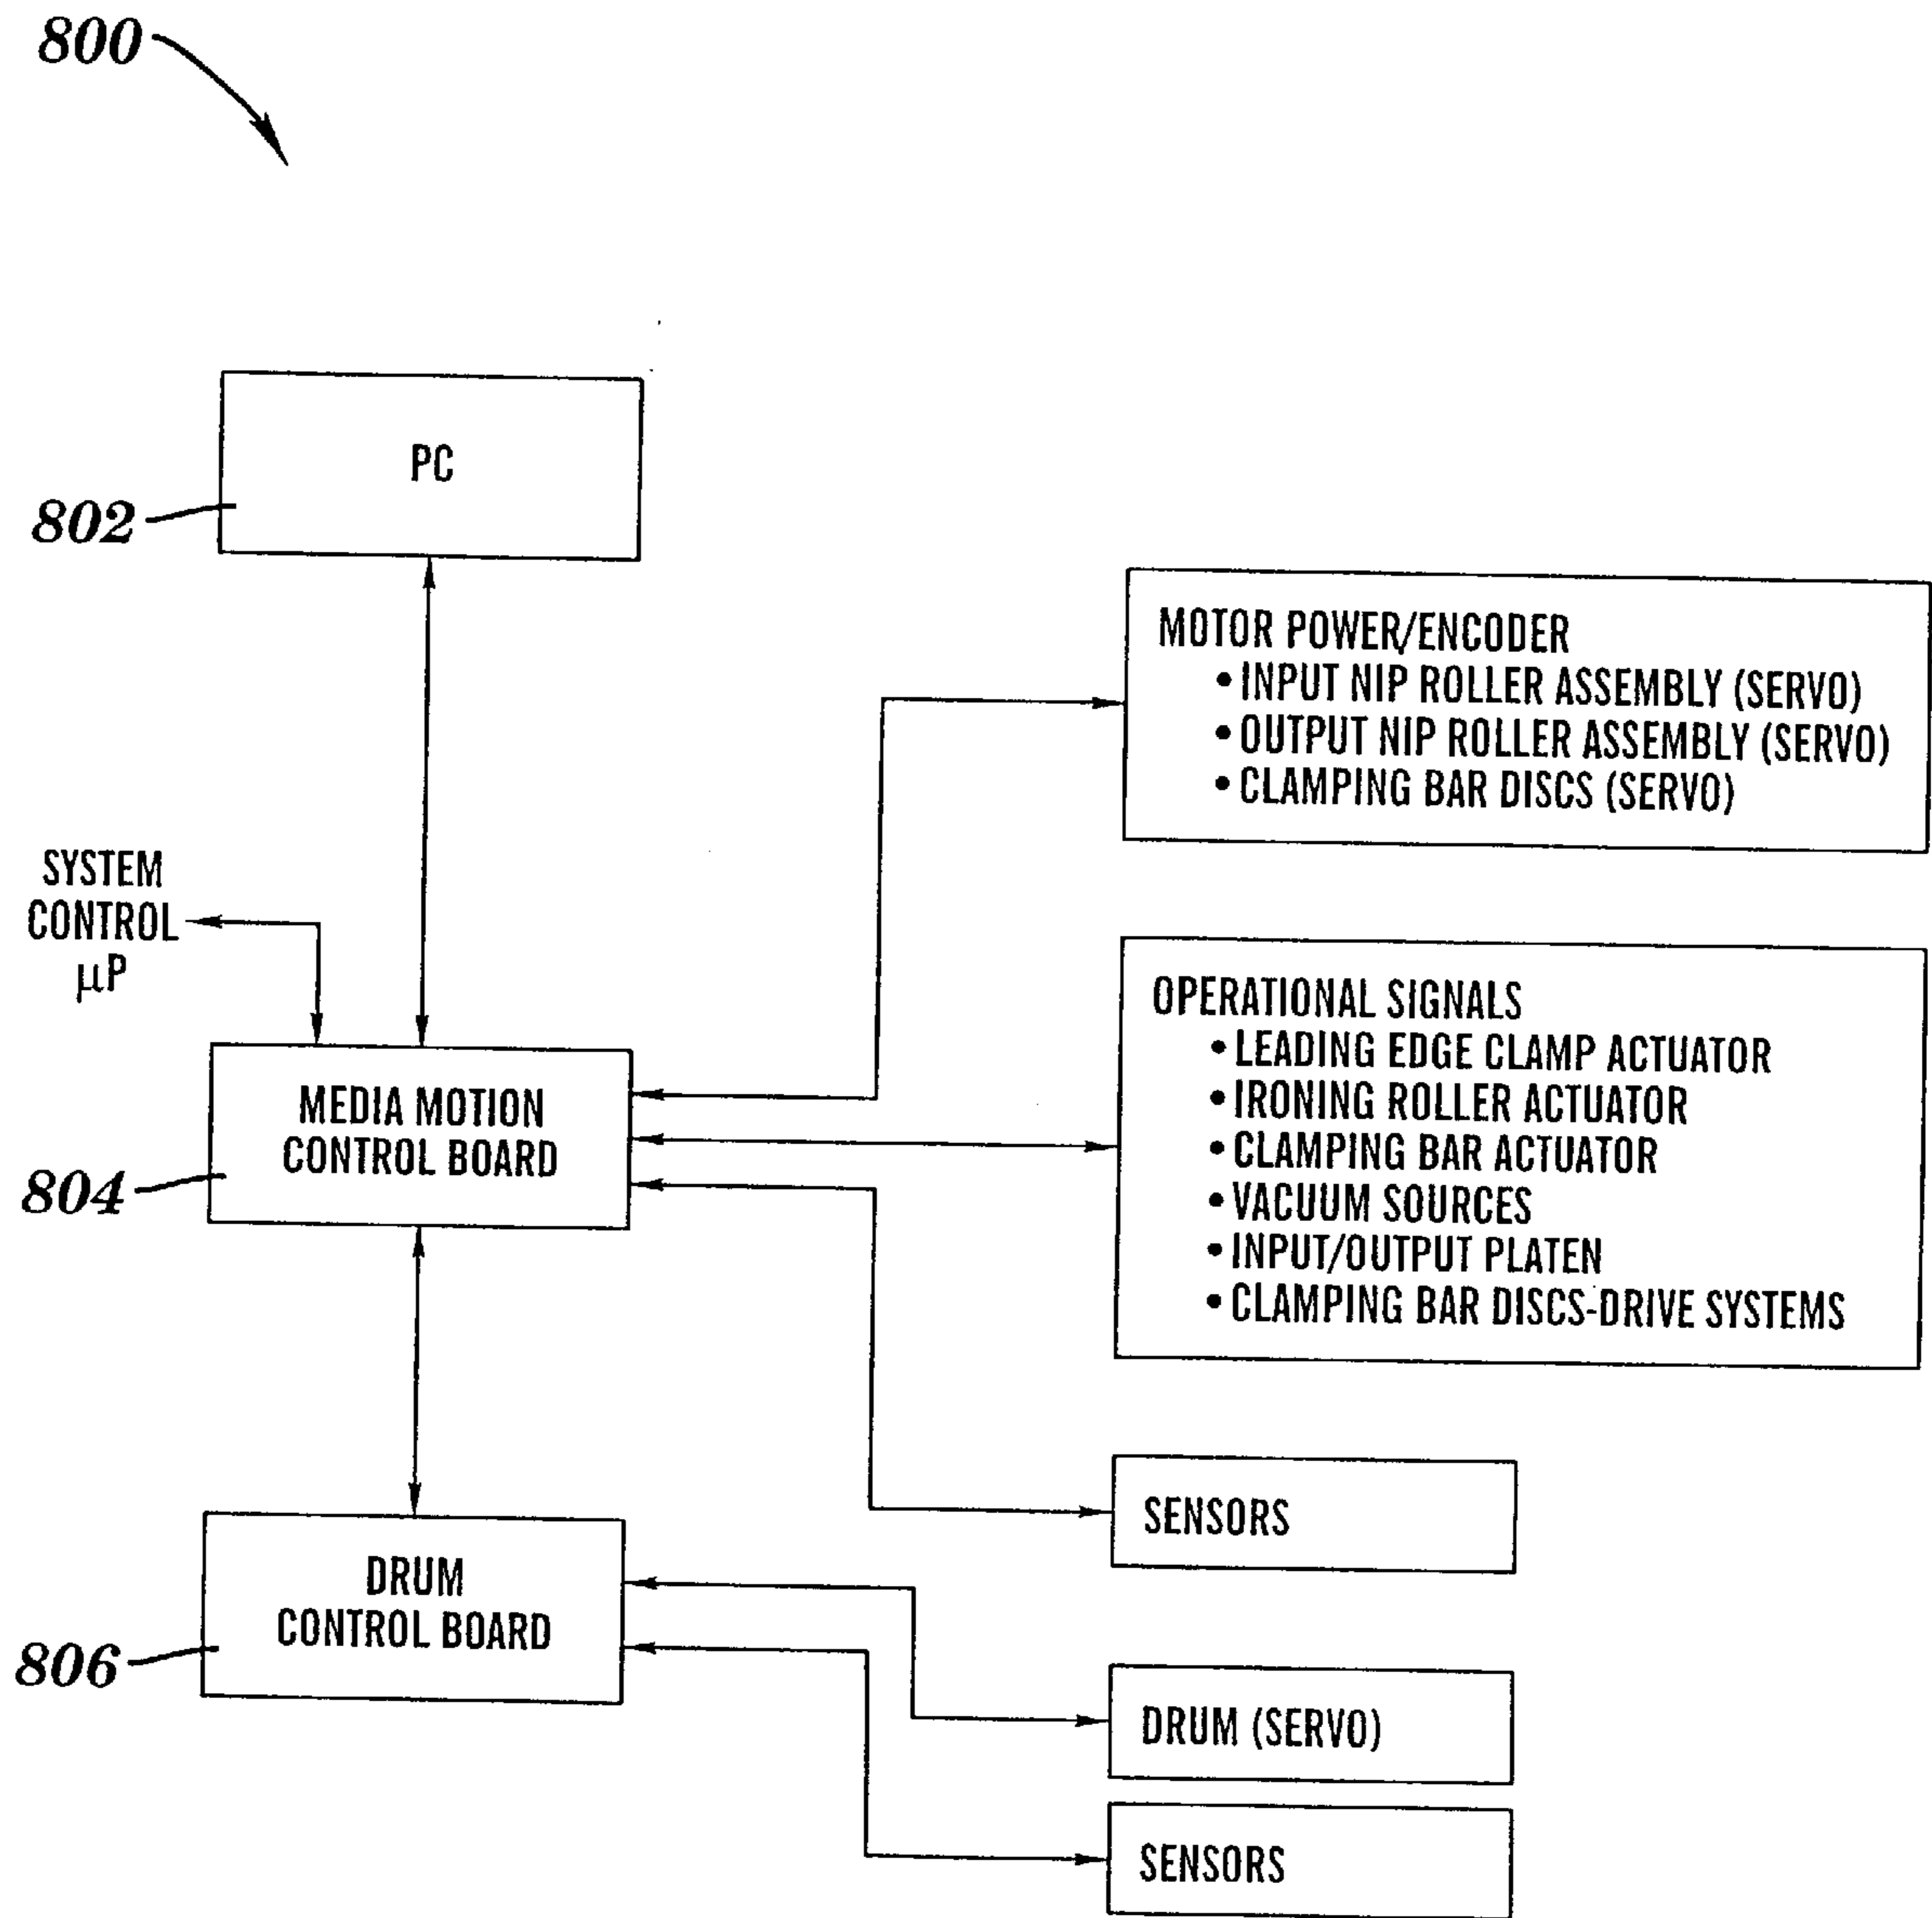 800
PC
802
MOTOR POWER/ENCODER
• INPUT NIP ROLLER ASSEMBLY (SERVO)
• OUTPUT NIP ROLLER ASSEMBLY (SERVO)
• CLAMPING BAR DISCS (SERVO)
SYSTEM
CONTROL
µP
OPERATIONAL SIGNALS
• LEADING EDGE CLAMP ACTUATOR
• IRONING ROLLER ACTUATOR
• CLAMPING BAR ACTUATOR
• VACUUM SOURCES
• INPUT/OUTPUT PLATEN
• CLAMPING BAR DISCS-DRIVE SYSTEMS
MEDIA MOTION
CONTROL BOARD
804
SENSORS
DRUM
CONTROL BOARD
806
DRUM (SERVO)
SENSORS